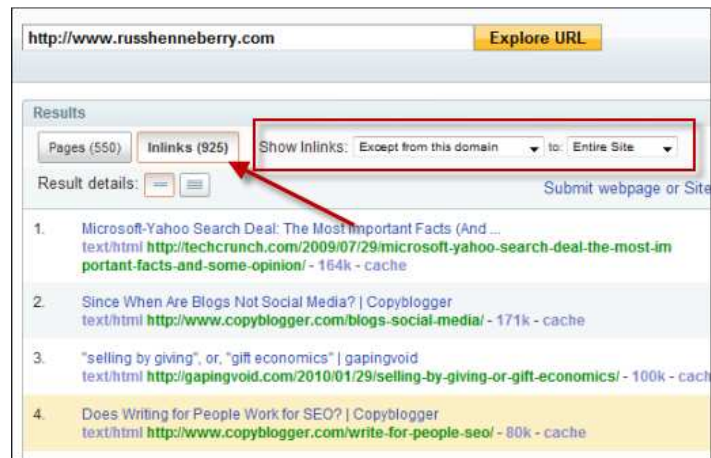 http://www.russhenneberry.com Explore URL
Results
Pages (550) Inlinks (925) Show Inlinks: Except from this domain to: Entire Site
Result details: Submit webpage or Site
1. Microsoft-Yahoo Search Deal: The Most Important Facts (And ...
text/html http://techcrunch.com/2009/07/29/microsoft-yahoo-search-deal-the-most-im
portant-facts-and-some-opinion/ - 164k - cache
2. Since When Are Blogs Not Social Media? | Copyblogger
text/html http://www.copyblogger.com/blogs-social-media/ - 171k - cache
3. "selling by giving", or, "gift economics" | gapingvoid
text/html http://gapingvoid.com/2010/01/29/selling-by-giving-or-gift-economics/ - 100k - cach
4. Does Writing for People Work for SEO? | Copyblogger
text/html http://www.copyblogger.com/write-for-people-seo/ - 80k - cache